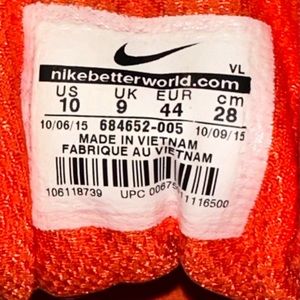 VL
nikebetterworld.com
US UK EUR cm
10 9 44 28
10/06/15 684652-005 10/09/15
MADE IN VIETNAM
FABRIQUE AU VIETNAM
106118739 UPC 1116500